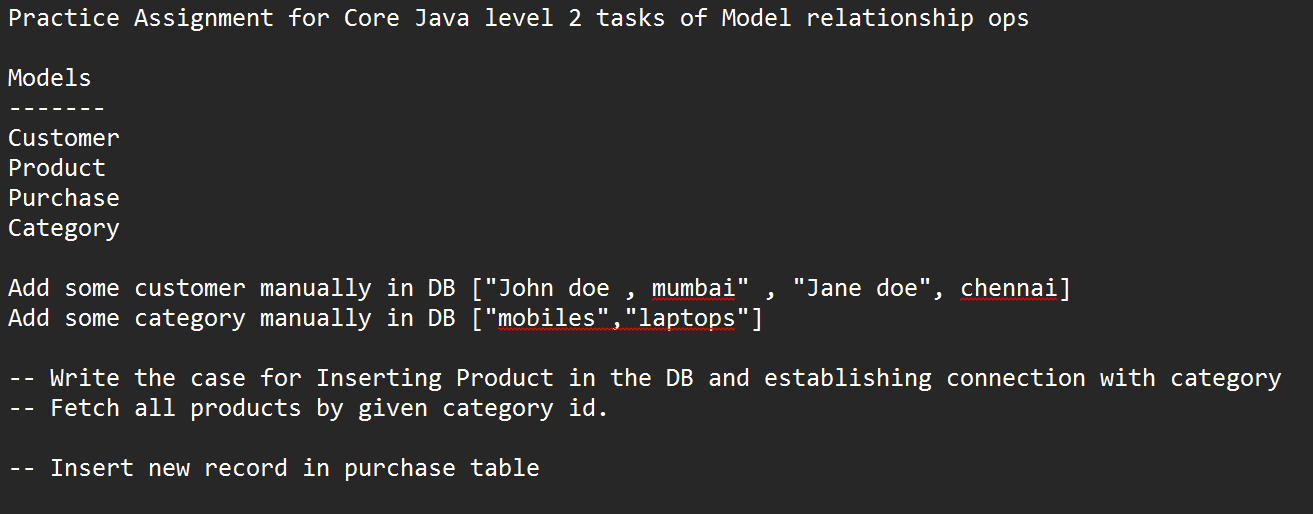 Practice Assignment for Core Java level 2 tasks of Model relationship ops
Models
-------
Customer
Product
Purchase
Category
Add some customer manually in DB ["John doe , mumbai" , "Jane doe", chennai]
Add some category manually in DB ["mobiles","laptops"]
-- Write the case for Inserting Product in the DB and establishing connection with category
-- Fetch all products by given category id.
-- Insert new record in purchase table